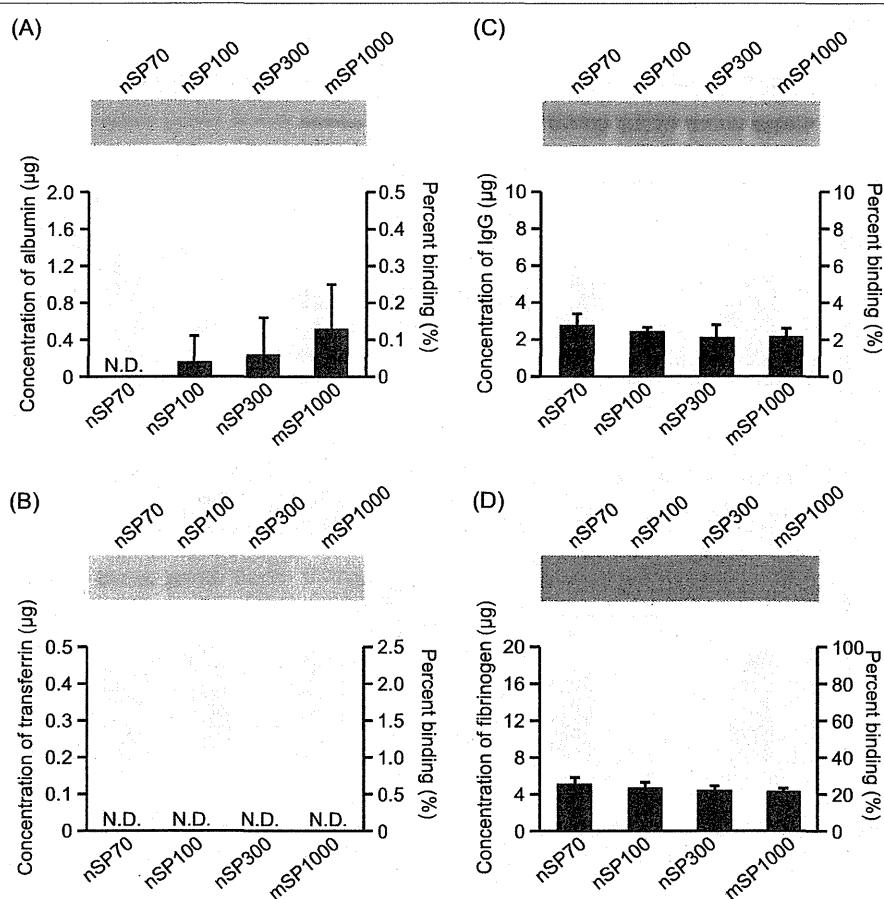 (A)
nSP70 nSP100 nSP300 mSP1000
Concentration of albumin (µg)
2.0
1.6
1.2
0.8
0.4
0
0.5
0.4
0.3
0.2
0.1
0
Percent binding (%)
N.D.
nSP70 nSP100 nSP300 mSP1000
(C)
nSP70 nSP100 nSP300 mSP1000
Concentration of IgG (µg)
10
8
6
4
2
0
10
8
6
4
2
0
Percent binding (%)
nSP70 nSP100 nSP300 mSP1000
(B)
nSP70 nSP100 nSP300 mSP1000
Concentration of transferrin (µg)
0.5
0.4
0.3
0.2
0.1
0
2.5
2.0
1.5
1.0
0.5
0
Percent binding (%)
N.D. N.D. N.D. N.D.
nSP70 nSP100 nSP300 mSP1000
(D)
nSP70 nSP100 nSP300 mSP1000
Concentration of fibrinogen (µg)
20
16
12
8
4
0
100
80
60
40
20
0
Percent binding (%)
nSP70 nSP100 nSP300 mSP1000